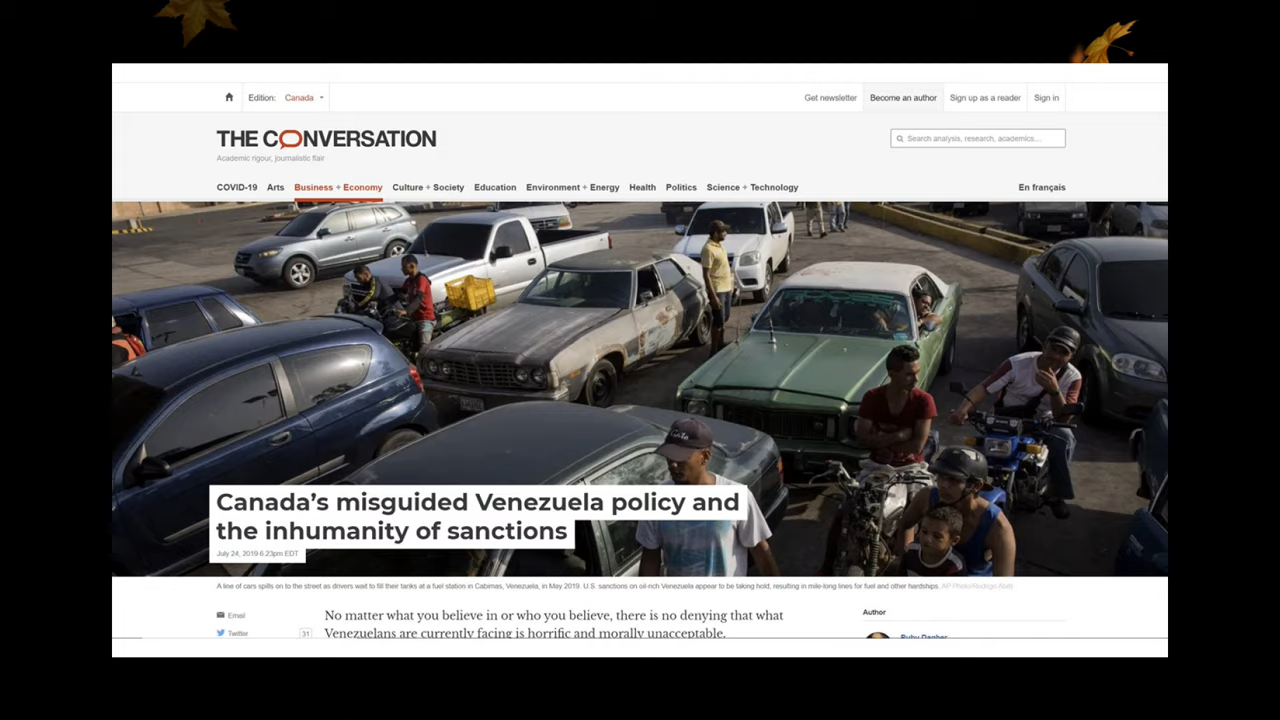 Edition: Canada
Get newsletter Become an author Sign up as a reader Sign in
THE CONVERSATION
Academic rigour, journalistic flair
Search analysis, research, academics...
COVID-19 Arts Business + Economy Culture + Society Education Environment + Energy Health Politics Science + Technology En français
Canada's misguided Venezuela policy and
the inhumanity of sanctions
July 24, 2019 6.23pm EDT
A line of cars spills on to the street as drivers wait to fill their tanks at a fuel station in Cabimas, Venezuela, in May 2019. U.S. sanctions on oil-rich Venezuela appear to be taking hold, resulting in mile-long lines for fuel and other hardships. AP Photo/Rodrigo Abd)
Email
Twitter 31
No matter what you believe in or who you believe, there is no denying that what
Venezuelans are currently facing is horrific and morally unacceptable.
Author
Ruby Dagher